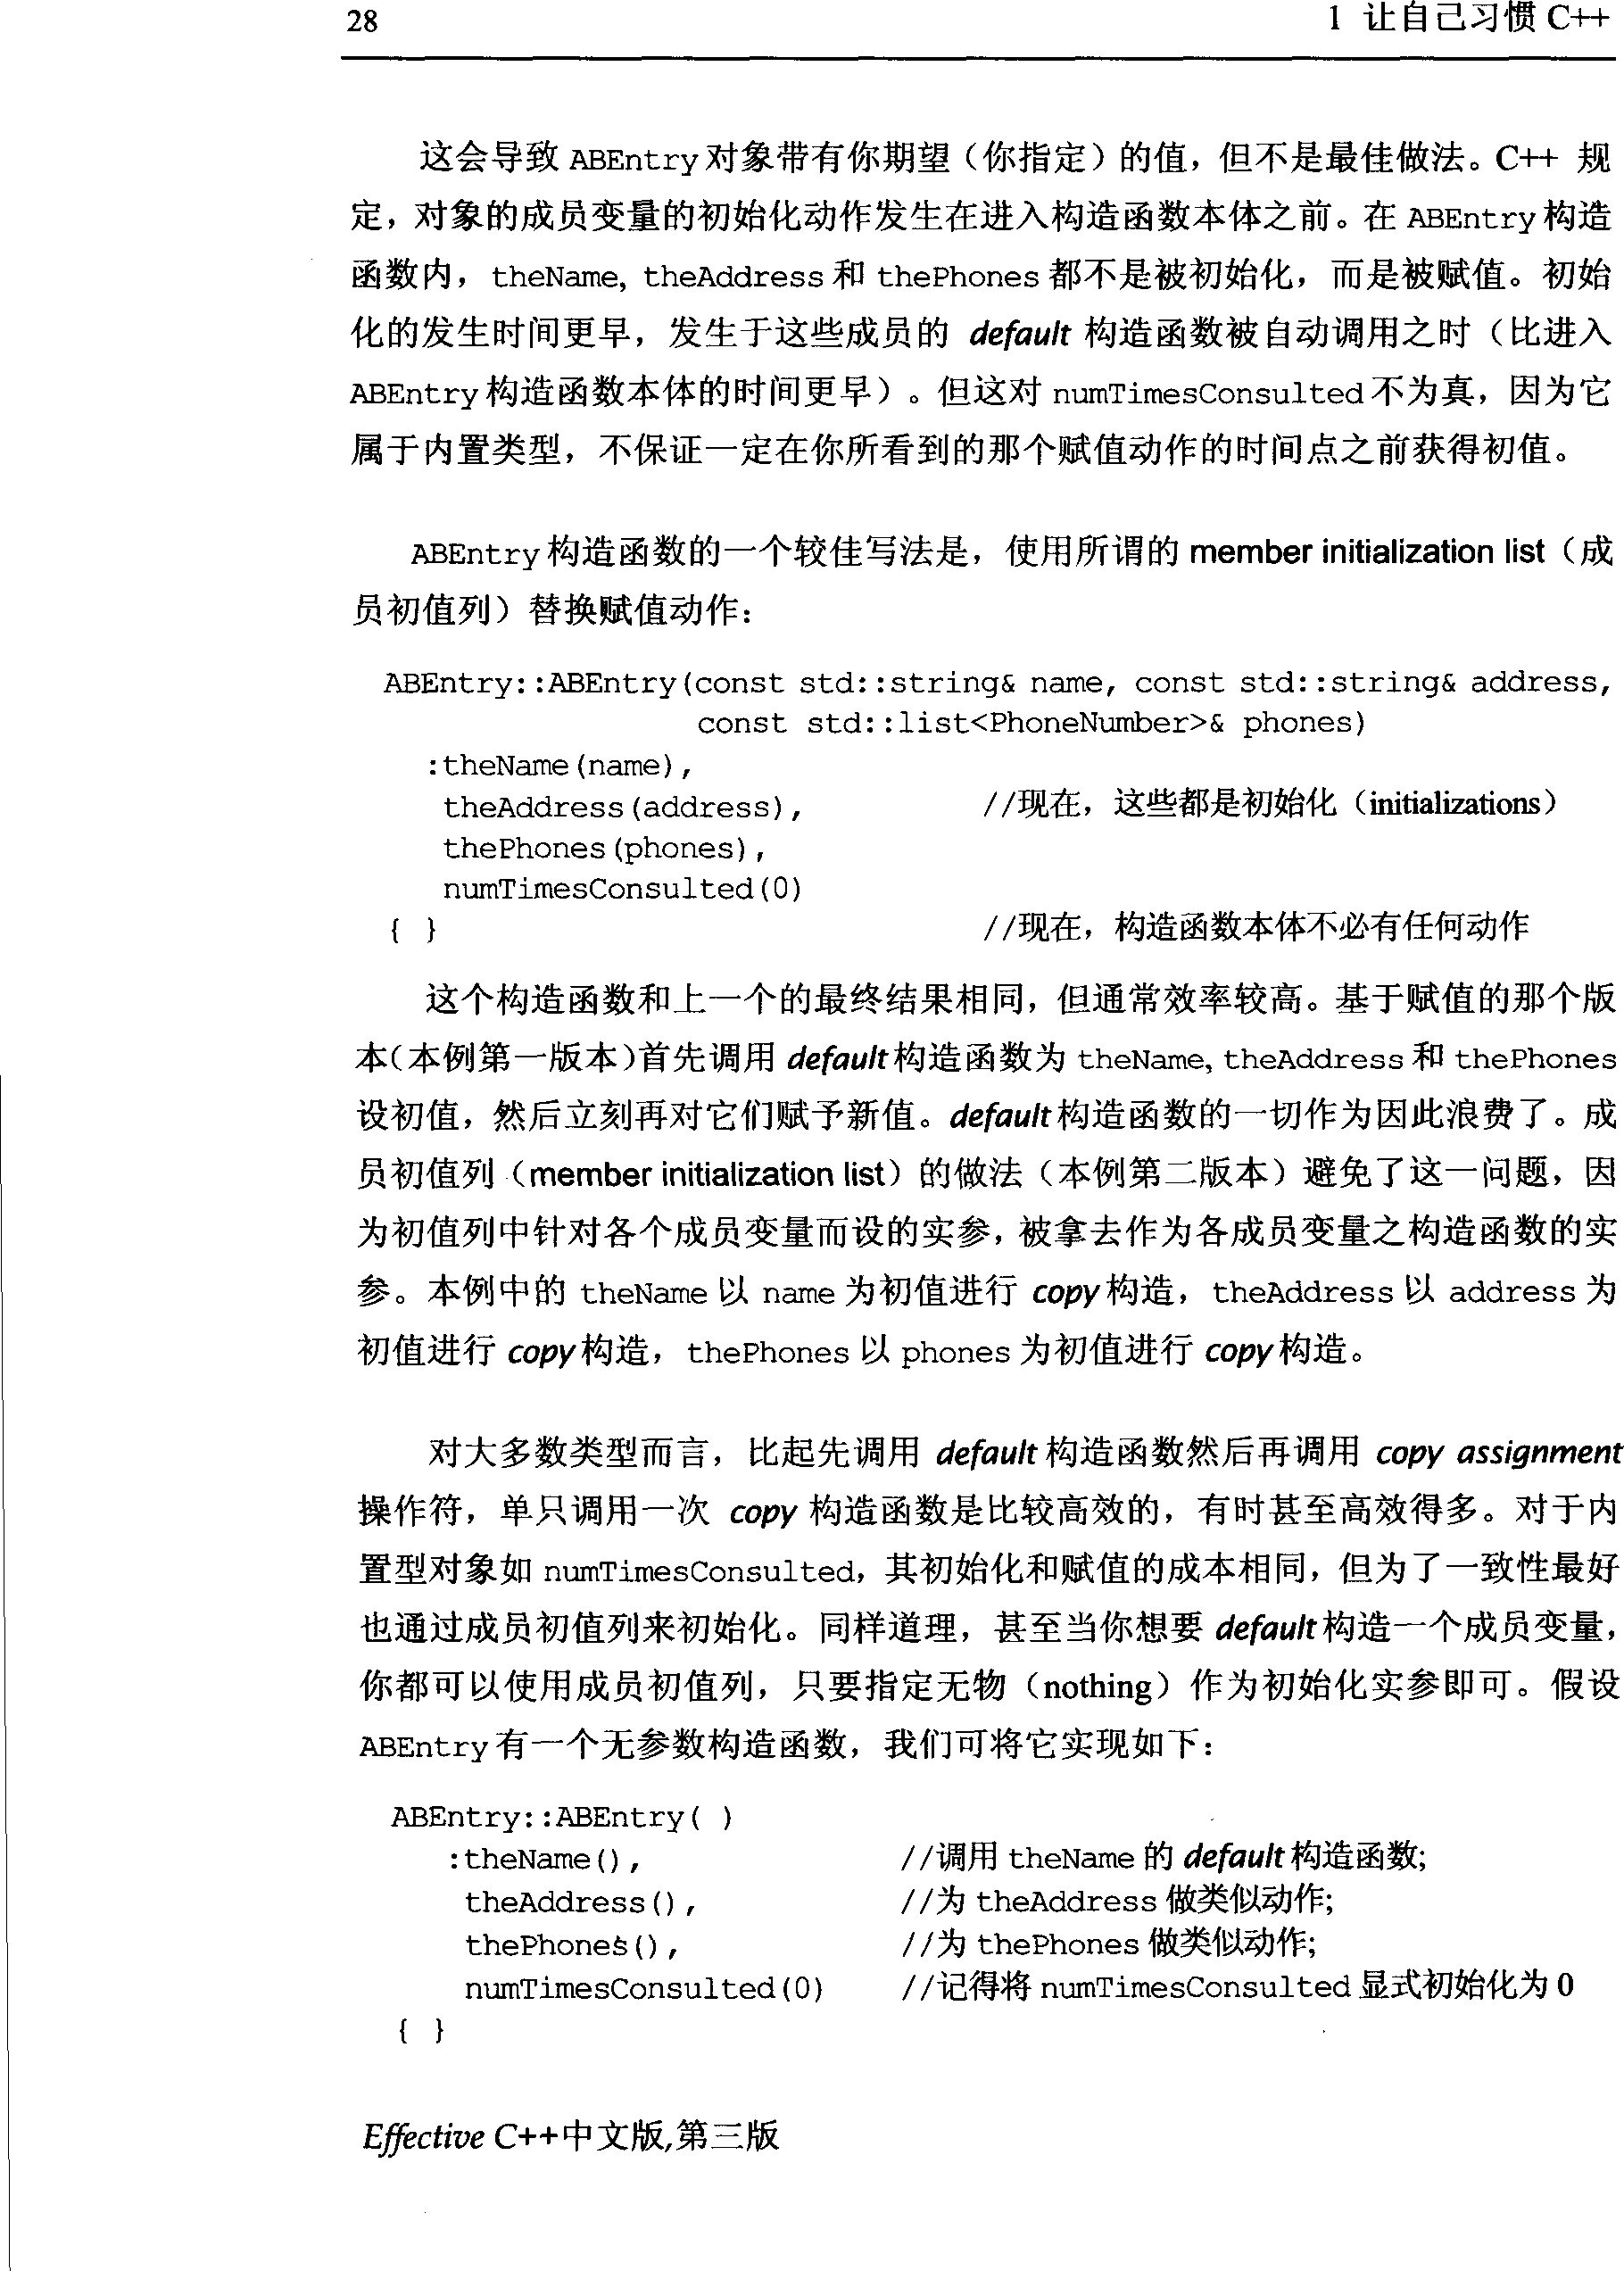 28
1 让自己习惯 C++
这会导致 ABEntry 对象带有你期望（你指定）的值，但不是最佳做法。C++ 规
定，对象的成员变量的初始化动作发生在进入构造函数本体之前。在 ABEntry 构造
函数内，theName, theAddress 和 thePhones 都不是被初始化，而是被赋值。初始
化的发生时间更早，发生于这些成员的 default 构造函数被自动调用之时（比进入
ABEntry 构造函数本体的时间更早）。但这对 numTimesConsulted 不为真，因为它
属于内置类型，不保证一定在你所看到的那个赋值动作的时间点之前获得初值。
ABEntry 构造函数的一个较佳写法是，使用所谓的 member initialization list（成
员初值列）替换赋值动作：
ABEntry::ABEntry(const std::string& name, const std::string& address,
const std::list<PhoneNumber>& phones)
:theName(name),
theAddress(address), //现在，这些都是初始化（initializations）
thePhones(phones),
numTimesConsulted(0)
{ } //现在，构造函数本体不必有任何动作
这个构造函数和上一个的最终结果相同，但通常效率较高。基于赋值的那个版
本(本例第一版本)首先调用 default 构造函数为 theName, theAddress 和 thePhones
设初值，然后立刻再对它们赋予新值。default 构造函数的一切作为因此浪费了。成
员初值列（member initialization list）的做法（本例第二版本）避免了这一问题，因
为初值列中针对各个成员变量而设的实参，被拿去作为各成员变量之构造函数的实
参。本例中的 theName 以 name 为初值进行 copy 构造，theAddress 以 address 为
初值进行 copy 构造，thePhones 以 phones 为初值进行 copy 构造。
对大多数类型而言，比起先调用 default 构造函数然后再调用 copy assignment
操作符，单只调用一次 copy 构造函数是比较高效的，有时甚至高效得多。对于内
置型对象如 numTimesConsulted，其初始化和赋值的成本相同，但为了一致性最好
也通过成员初值列来初始化。同样道理，甚至当你想要 default 构造一个成员变量，
你都可以使用成员初值列，只要指定无物（nothing）作为初始化实参即可。假设
ABEntry 有一个无参数构造函数，我们可将它实现如下：
ABEntry::ABEntry( )
:theName(), //调用 theName 的 default 构造函数;
theAddress(), //为 theAddress 做类似动作;
thePhones(), //为 thePhones 做类似动作;
numTimesConsulted(0) //记得将 numTimesConsulted 显式初始化为 0
{ }
Effective C++中文版,第三版